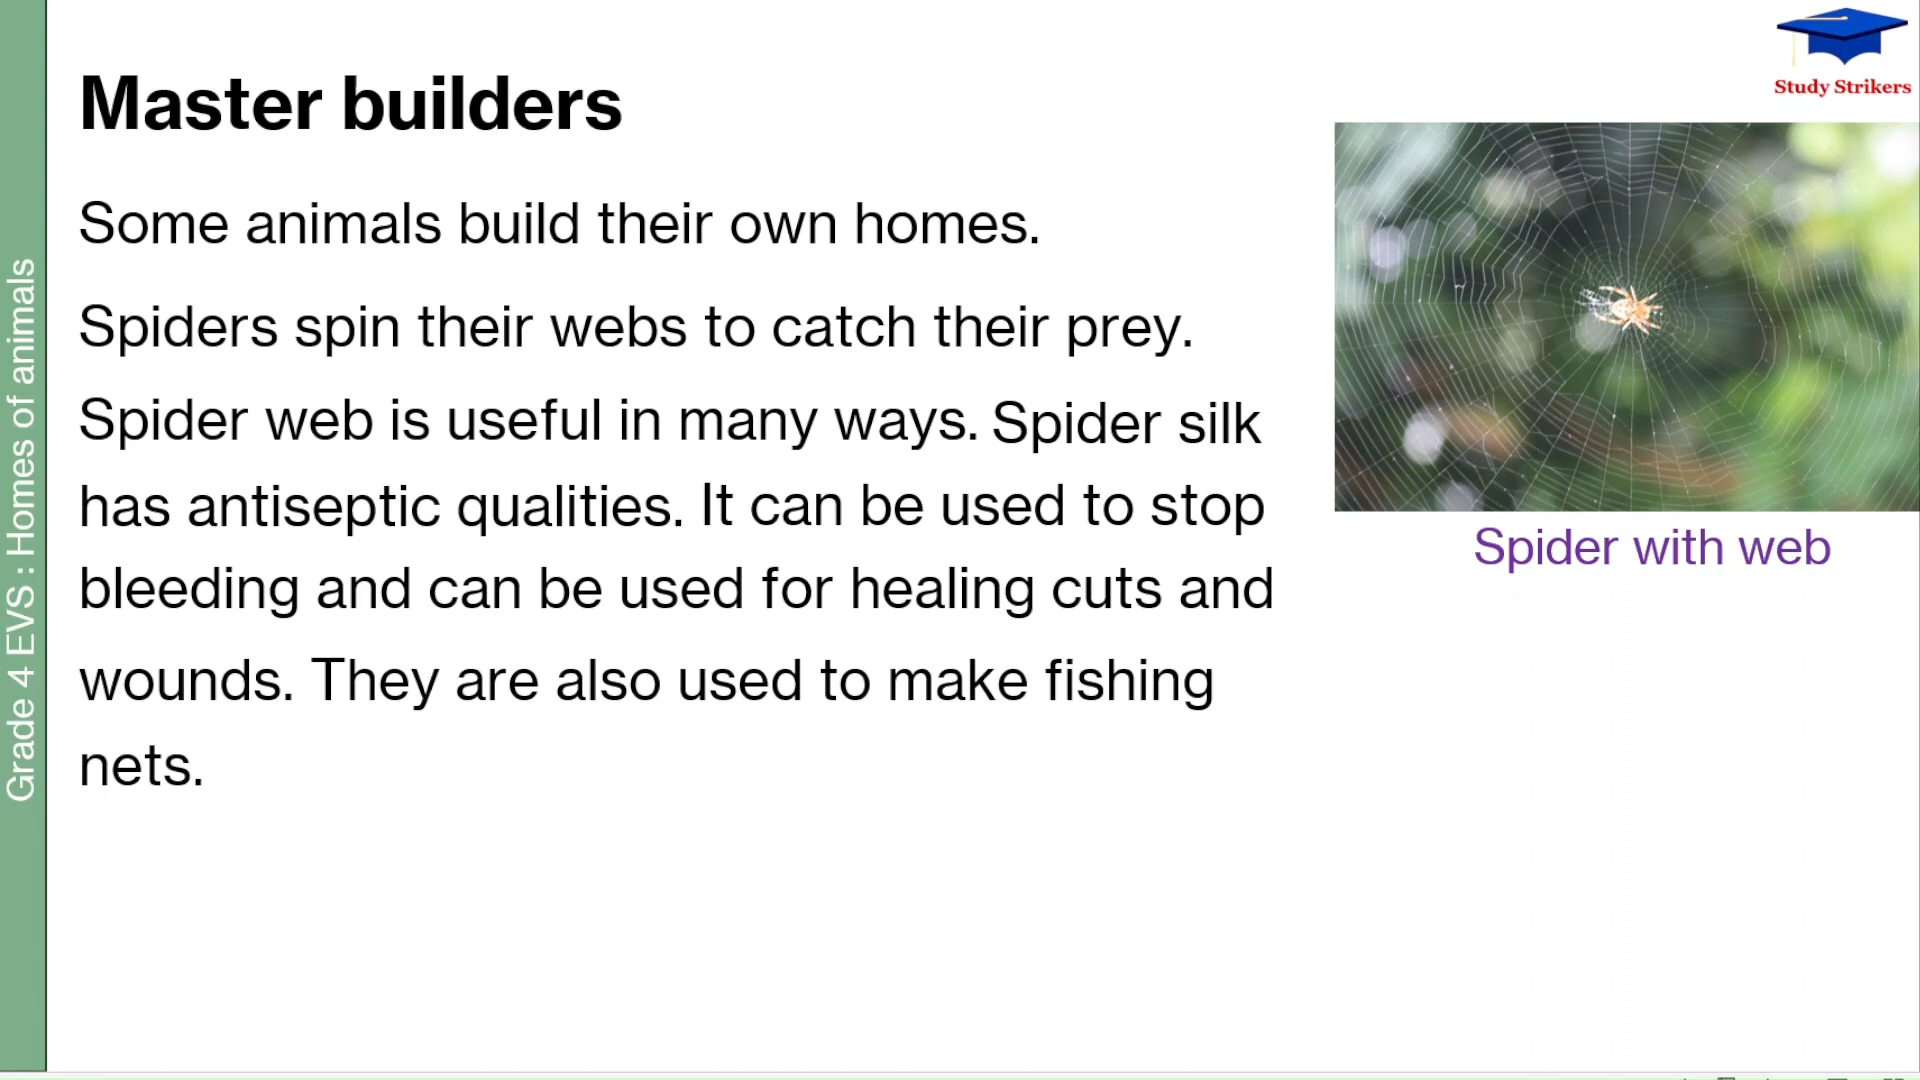 Study Strikers
Master builders
Some animals build their own homes.
Spiders spin their webs to catch their prey.
Spider web is useful in many ways. Spider silk
has antiseptic qualities. It can be used to stop
bleeding and can be used for healing cuts and
wounds. They are also used to make fishing
nets.
Spider with web
Grade 4 EVS : Homes of animals